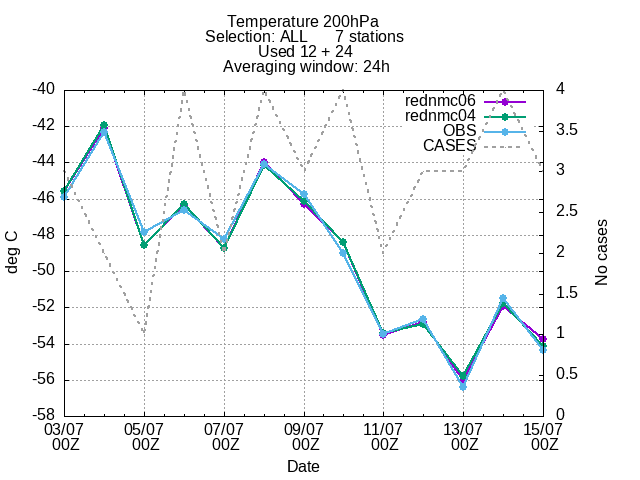 Temperature 200hPa
Selection: ALL 7 stations
Used 12 + 24
Averaging window: 24h
-40
-42
-44
-46
-48
-50
-52
-54
-56
-58
deg C
4
3.5
3
2.5
2
1.5
1
0.5
0
No cases
rednmc06
rednmc04
OBS
CASES
03/07 05/07 07/07 09/07 11/07 13/07 15/07
00Z 00Z 00Z 00Z 00Z 00Z 00Z
Date